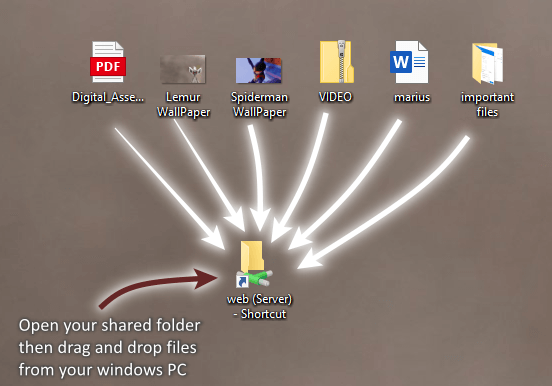 PDF
W
Digital_Asse...
Lemur
WallPaper
Spiderman
WallPaper
VIDEO
marius
important
files
web (Server)
- Shortcut
Open your shared folder
then drag and drop files
from your windows PC